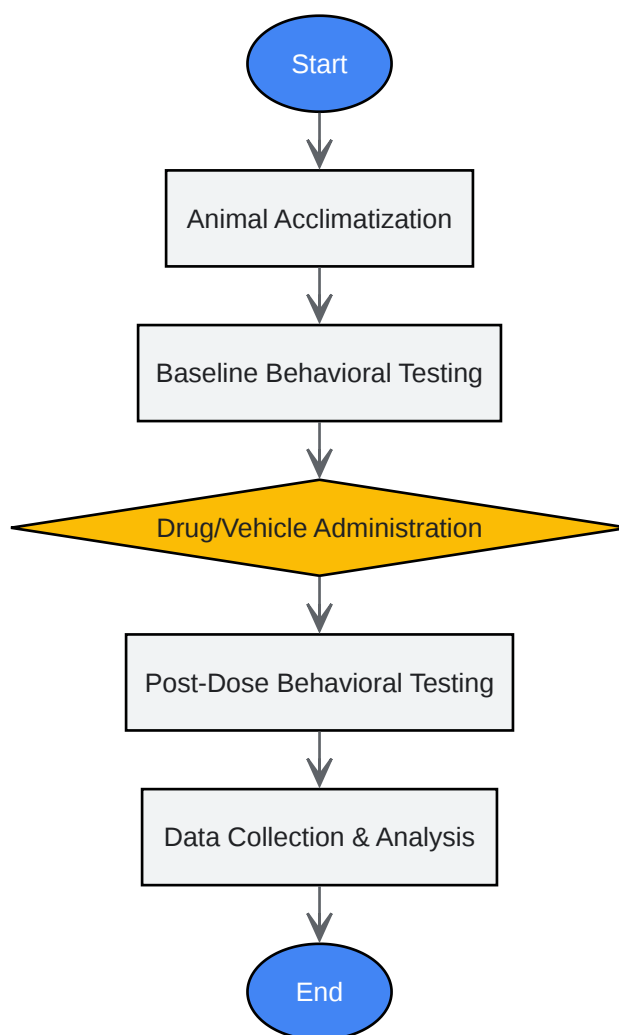 Start
Animal Acclimatization
Baseline Behavioral Testing
Drug/Vehicle Administration
Post-Dose Behavioral Testing
Data Collection & Analysis
End